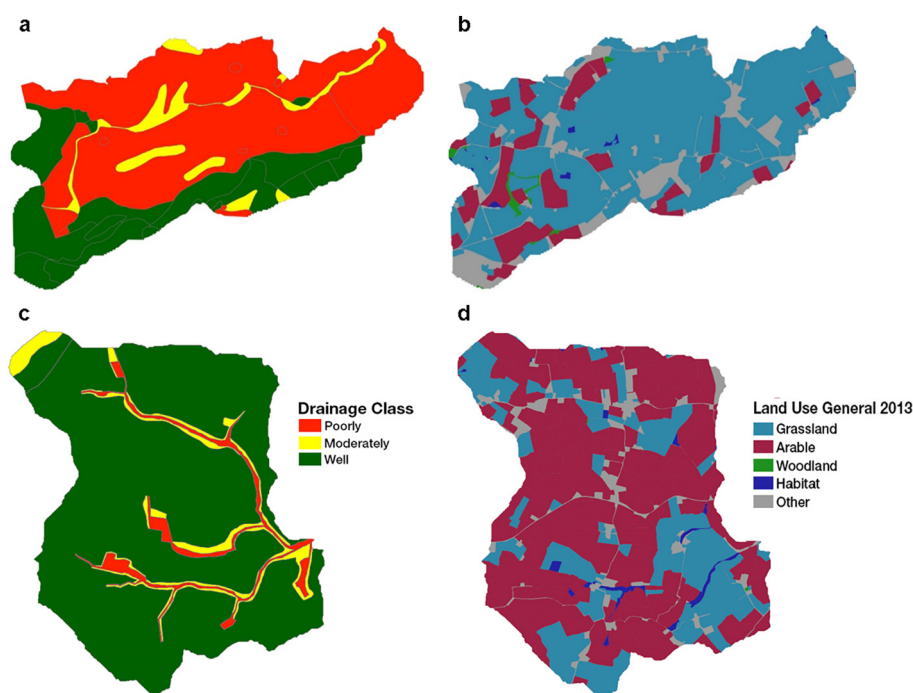 a
b
c
d
Drainage Class
Poorly
Moderately
Well
Land Use General 2013
Grassland
Arable
Woodland
Habitat
Other